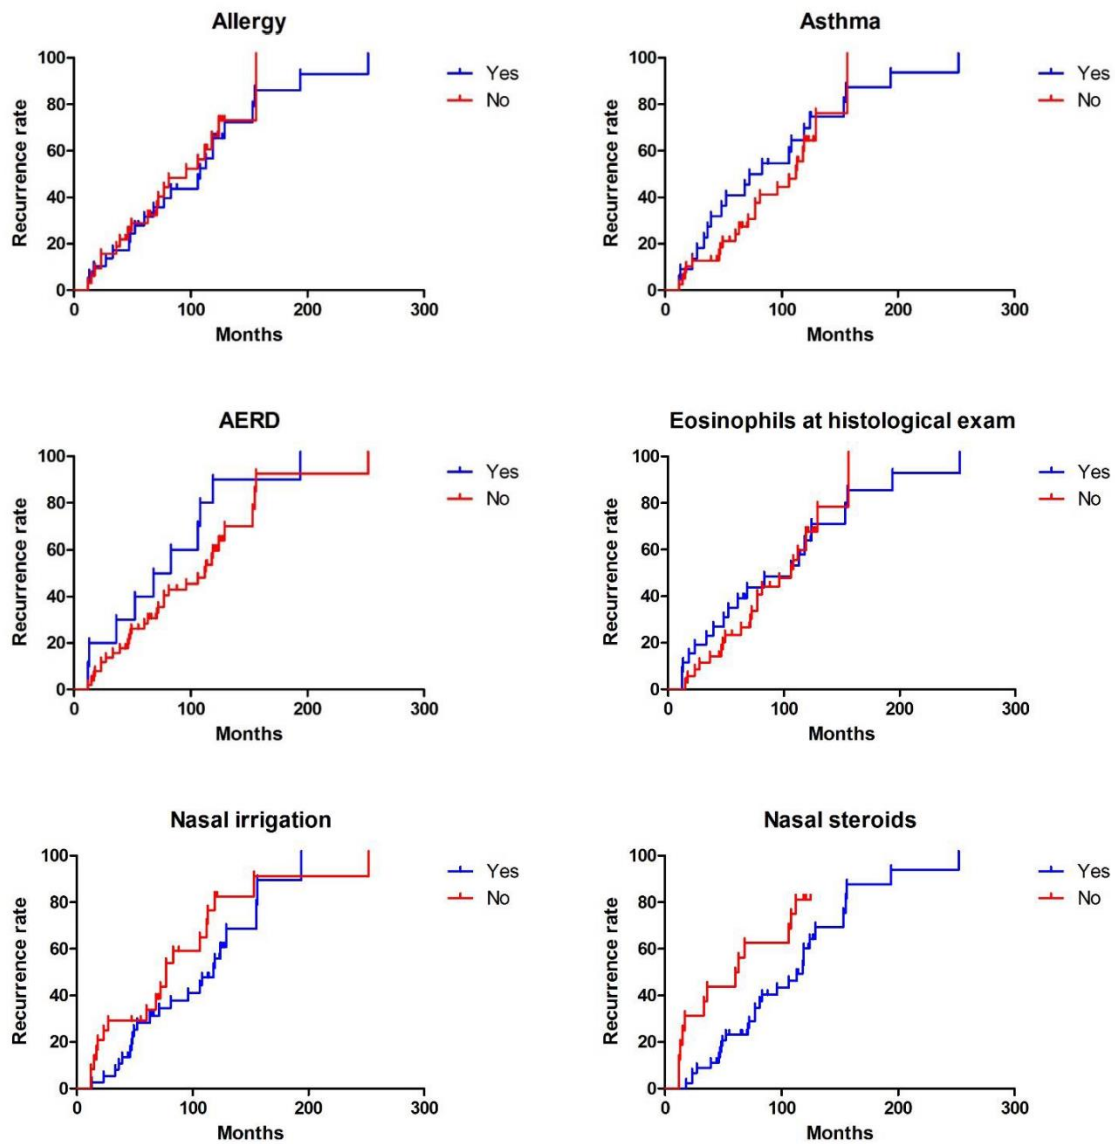 Allergy
Recurrence rate
100
80
60
40
20
0
0 100 200 300
Months
Yes
No
Asthma
Recurrence rate
100
80
60
40
20
0
0 100 200 300
Months
Yes
No
AERD
Recurrence rate
100
80
60
40
20
0
0 100 200 300
Months
Yes
No
Eosinophils at histological exam
Recurrence rate
100
80
60
40
20
0
0 100 200 300
Months
Yes
No
Nasal irrigation
Recurrence rate
100
80
60
40
20
0
0 100 200 300
Months
Yes
No
Nasal steroids
Recurrence rate
100
80
60
40
20
0
0 100 200 300
Months
Yes
No